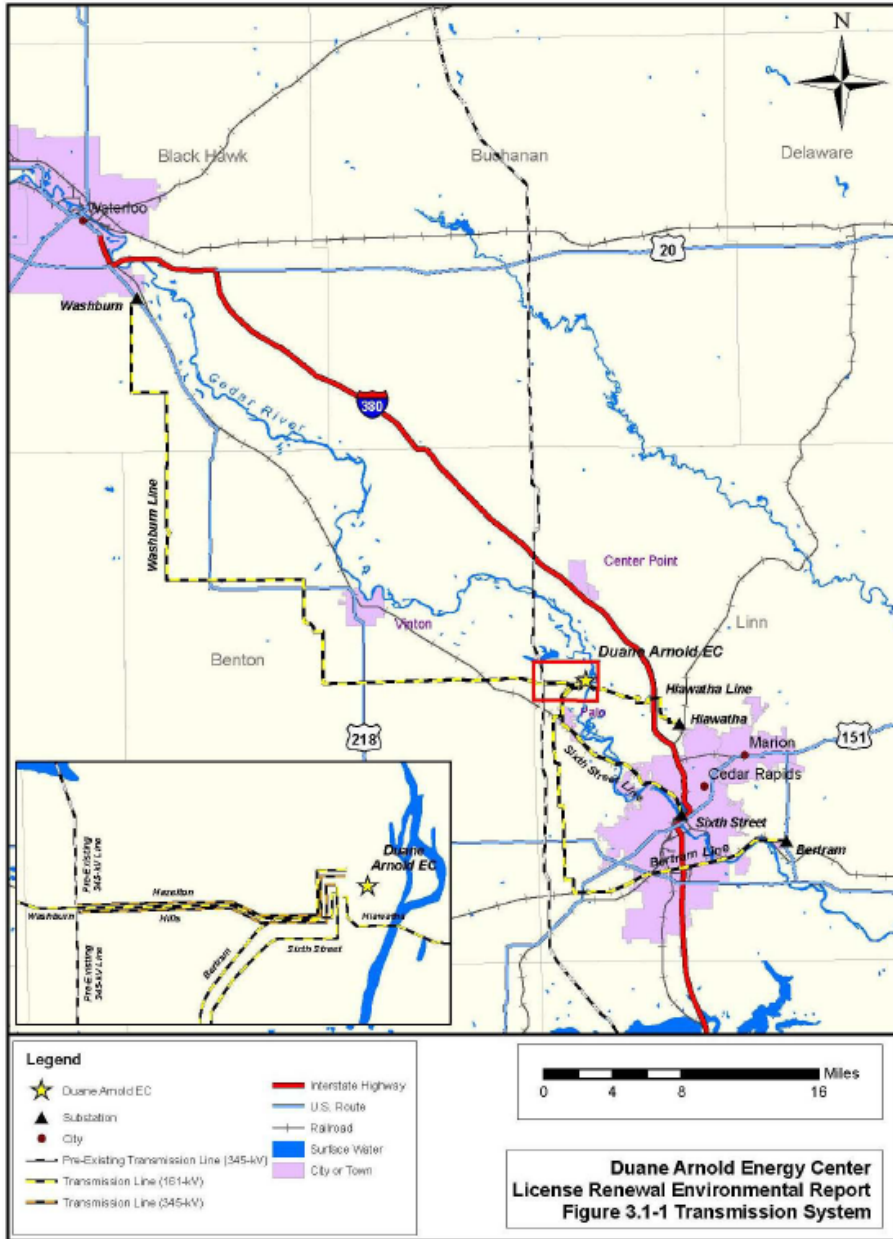 N
Black Hawk
Buchanan
Delaware
Waterloo
20
Washburn
Cedar River
380
Washburn Line
Center Point
Vinton
Linn
Benton
Duane Arnold EC
Hiawatha Line
Hiawatha
Palo
218
151
Marion
Sixth Street Line
Cedar Rapids
Sixth Street
Bertram Line
Bertram
Pre-Existing
345-kV Line
Duane
Arnold EC
Hazelton
Washburn
Hills
Hiawatha
Sixth Street
Bertram
Pre-Existing
345-kV Line
Legend
Duane Arnold EC
Substation
City
Pre-Existing Transmission Line (345-kV)
Transmission Line (161-kV)
Transmission Line (345-kV)
Interstate Highway
U.S. Route
Railroad
Surface Water
City or Town
Miles
0 4 8 16
Duane Arnold Energy Center
License Renewal Environmental Report
Figure 3.1-1 Transmission System